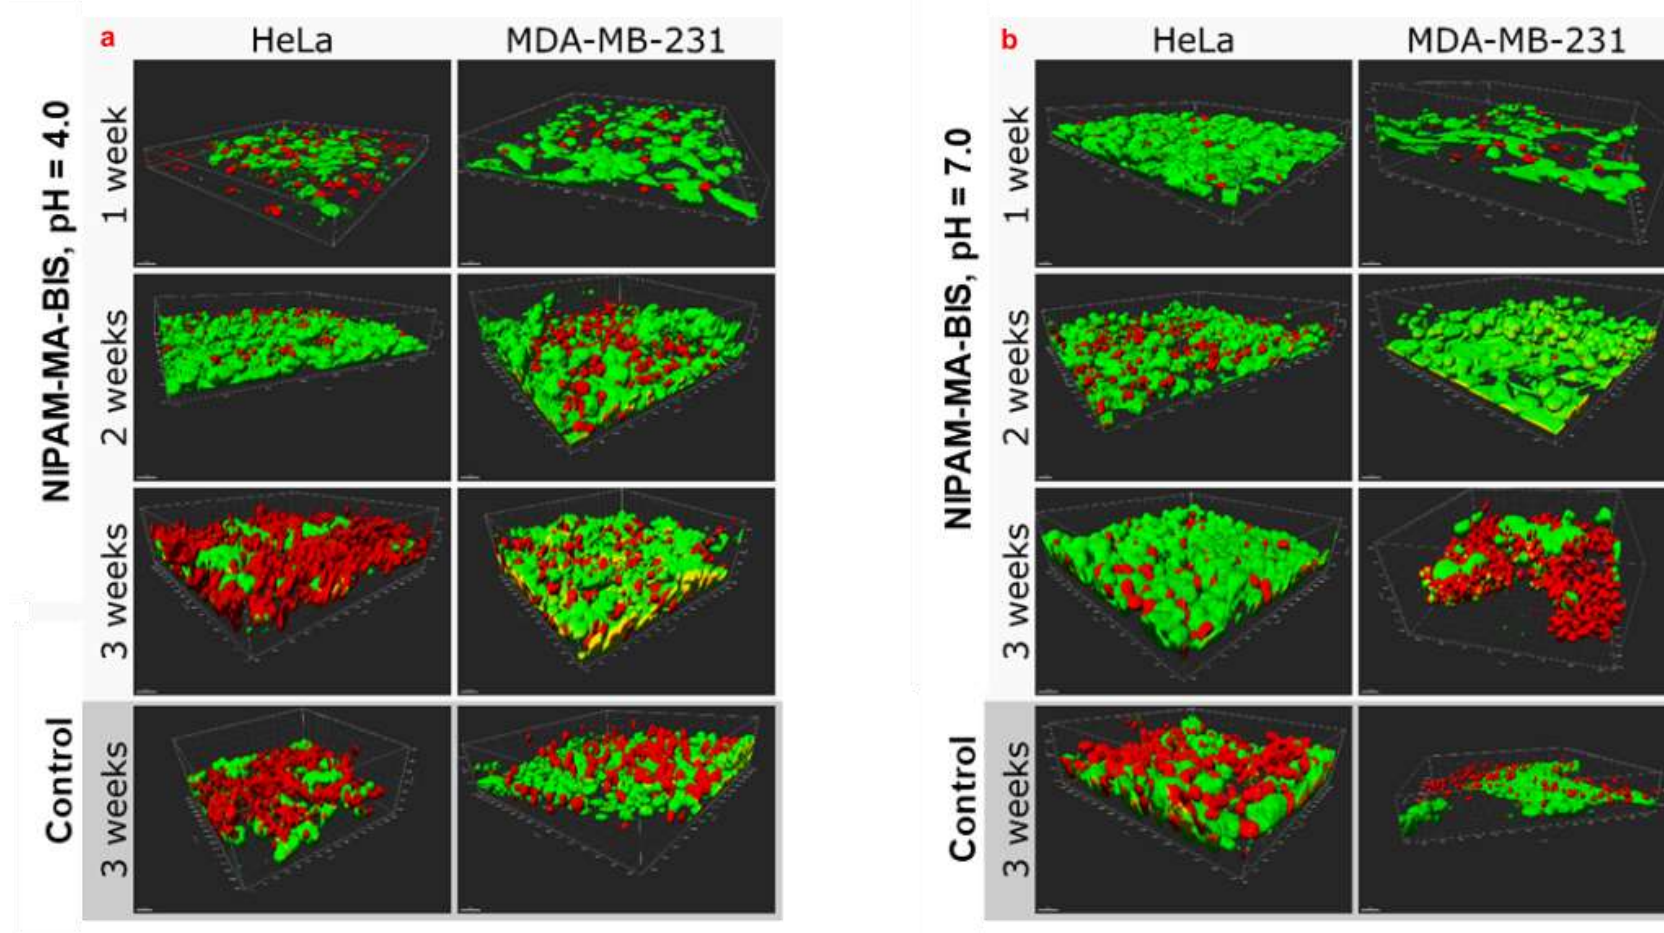 a
HeLa
MDA-MB-231
NIPAM-MA-BIS, pH = 4.0
1 week
2 weeks
3 weeks
Control
3 weeks
b
HeLa
MDA-MB-231
NIPAM-MA-BIS, pH = 7.0
1 week
2 weeks
3 weeks
Control
3 weeks